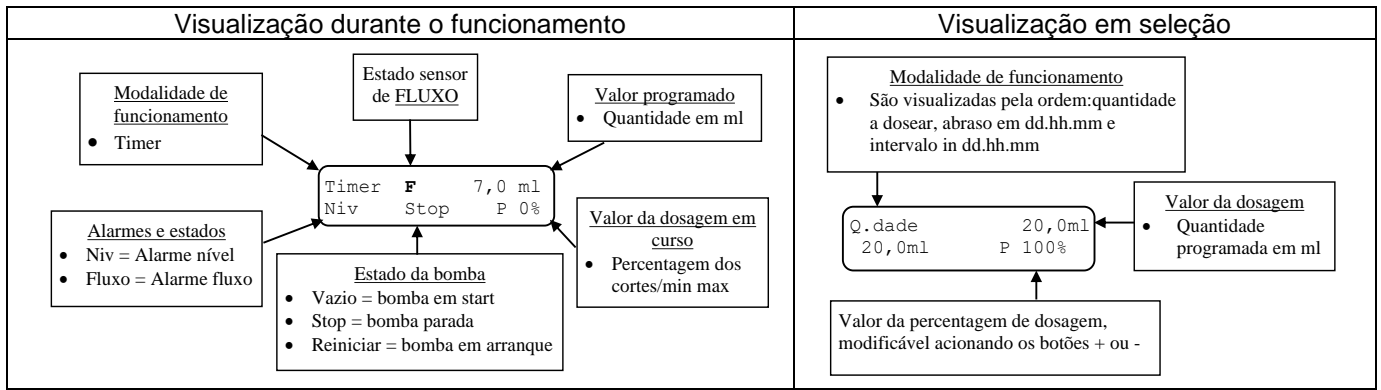 Visualização durante o funcionamento
Modalidade de
funcionamento
• Timer
Estado sensor
de FLUXO
Valor programado
• Quantidade em ml
Timer F 7,0 ml
Niv Stop P 0%
Alarmes e estados
• Niv = Alarme nível
• Fluxo = Alarme fluxo
Estado da bomba
• Vazio = bomba em start
• Stop = bomba parada
• Reiniciar = bomba em arranque
Valor da dosagem em
curso
• Percentagem dos
cortes/min max
Visualização em seleção
Modalidade de funcionamento
• São visualizadas pela ordem:quantidade
a dosear, abraso em dd.hh.mm e
intervalo in dd.hh.mm
Q.dade 20,0ml
20,0ml P 100%
Valor da dosagem
• Quantidade
programada em ml
Valor da percentagem de dosagem,
modificável acionando os botões + ou -